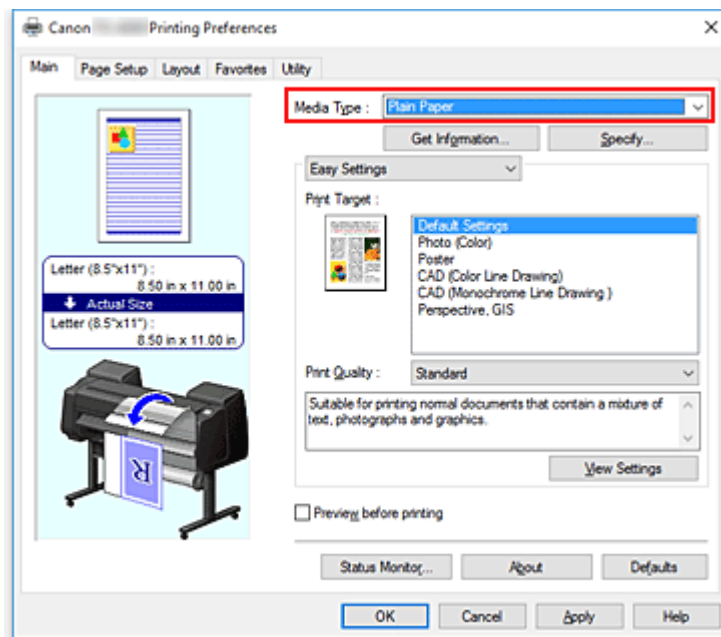 Canon Printing Preferences
Main Page Setup Layout Favorites Utility
Media Type : Plain Paper
Get Information... Specify...
Easy Settings
Print Target :
Default Settings
Photo (Color)
Poster
CAD (Color Line Drawing)
CAD (Monochrome Line Drawing )
Perspective, GIS
Letter (8.5"x11") :
8.50 in x 11.00 in
Actual Size
Letter (8.5"x11") :
8.50 in x 11.00 in
R
Print Quality : Standard
Suitable for printing normal documents that contain a mixture of
text, photographs and graphics.
View Settings
Preview before printing
Status Monitor... About Defaults
OK Cancel Apply Help